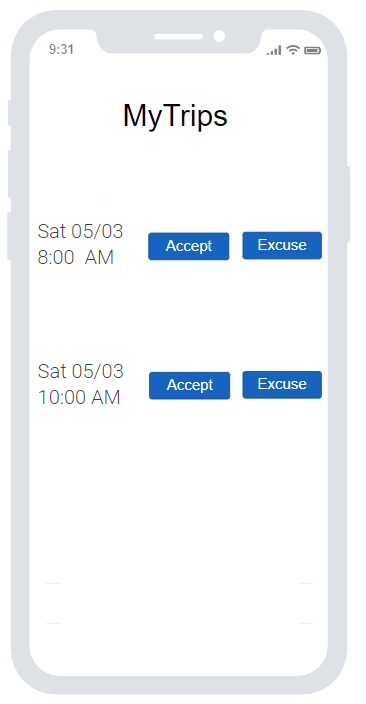 9:31
MyTrips
Sat 05/03
8:00 AM
Accept
Excuse
Sat 05/03
10:00 AM
Accept
Excuse